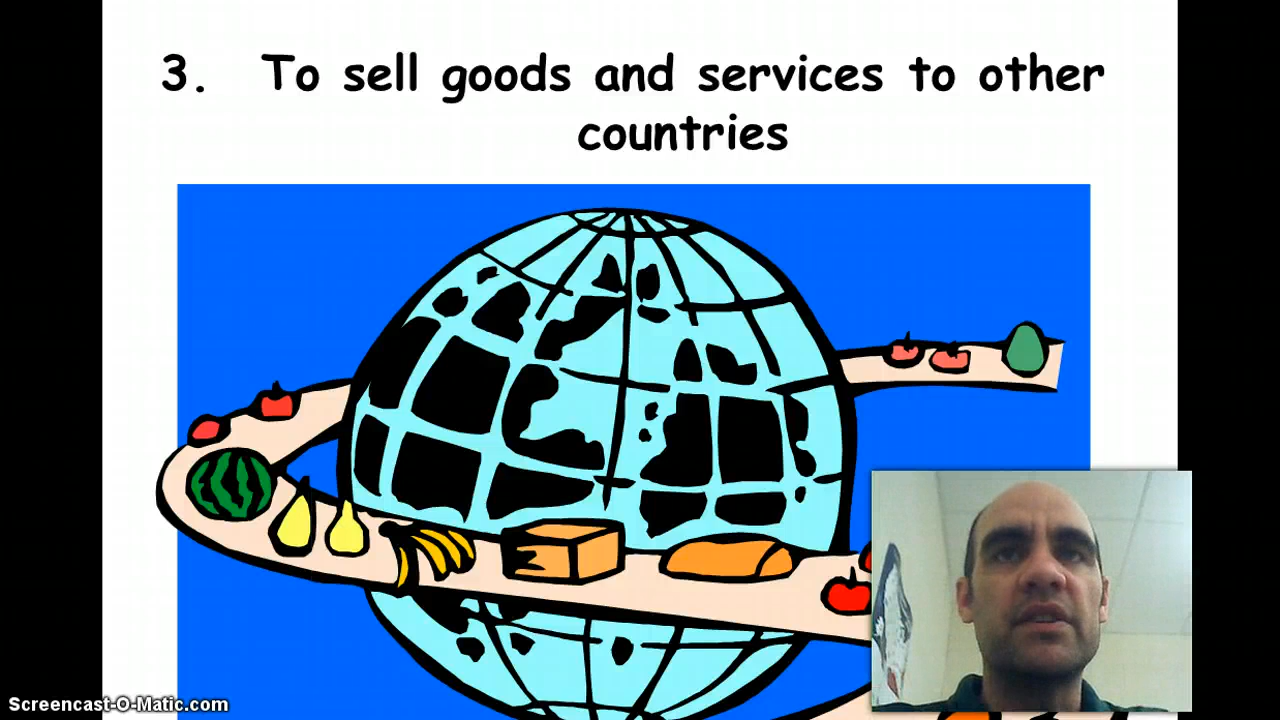 3. To sell goods and services to other
countries
Screencast-O-Matic.com